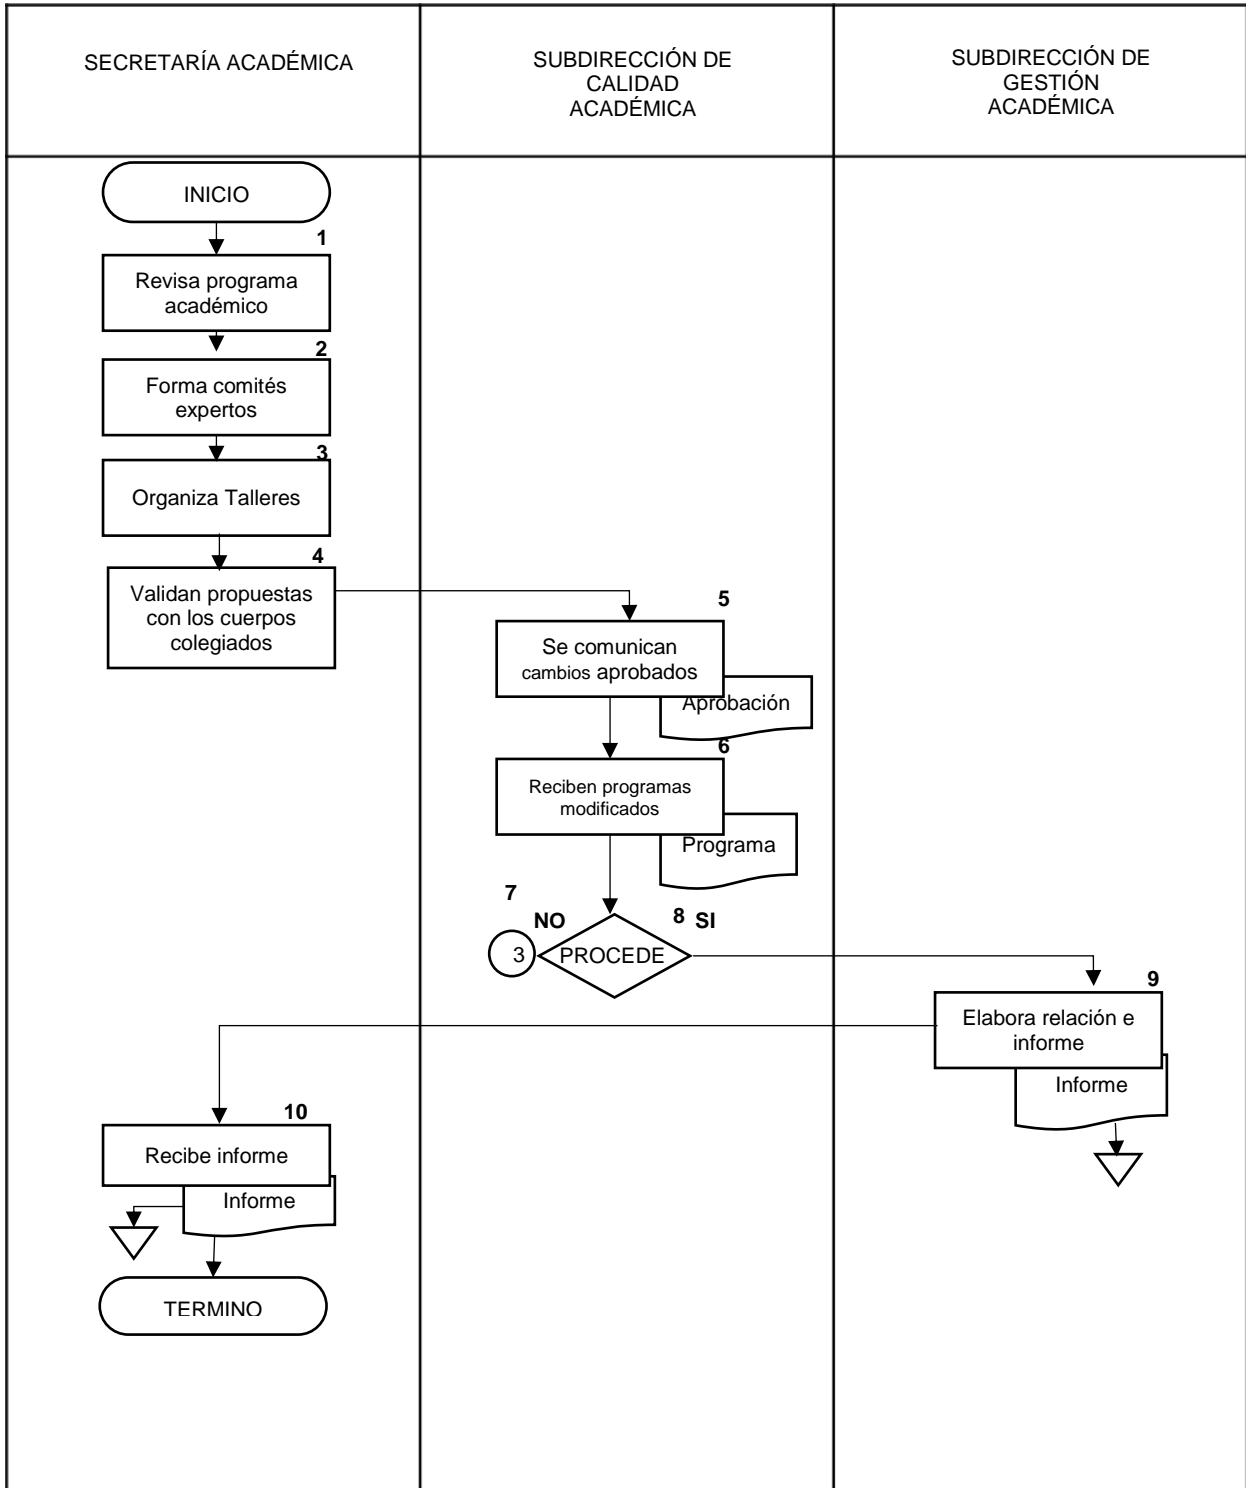 SECRETARÍA ACADÉMICA
SUBDIRECCIÓN DE
CALIDAD
ACADÉMICA
SUBDIRECCIÓN DE
GESTIÓN
ACADÉMICA
INICIO
1
Revisa programa
académico
2
Forma comités
expertos
3
Organiza Talleres
4
Validan propuestas
con los cuerpos
colegiados
5
Se comunican
cambios aprobados
Aprobación
6
Reciben programas
modificados
Programa
7
NO
8 SI
3
PROCEDE
9
Elabora relación e
informe
Informe
10
Recibe informe
Informe
TERMINO